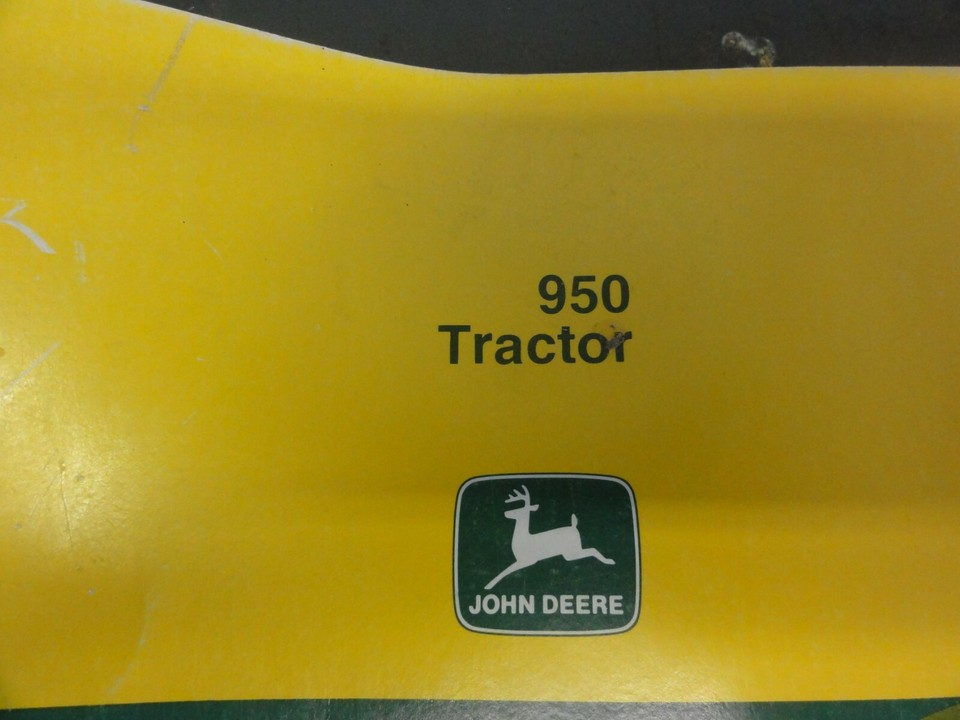 950
Tractor
JOHN DEERE